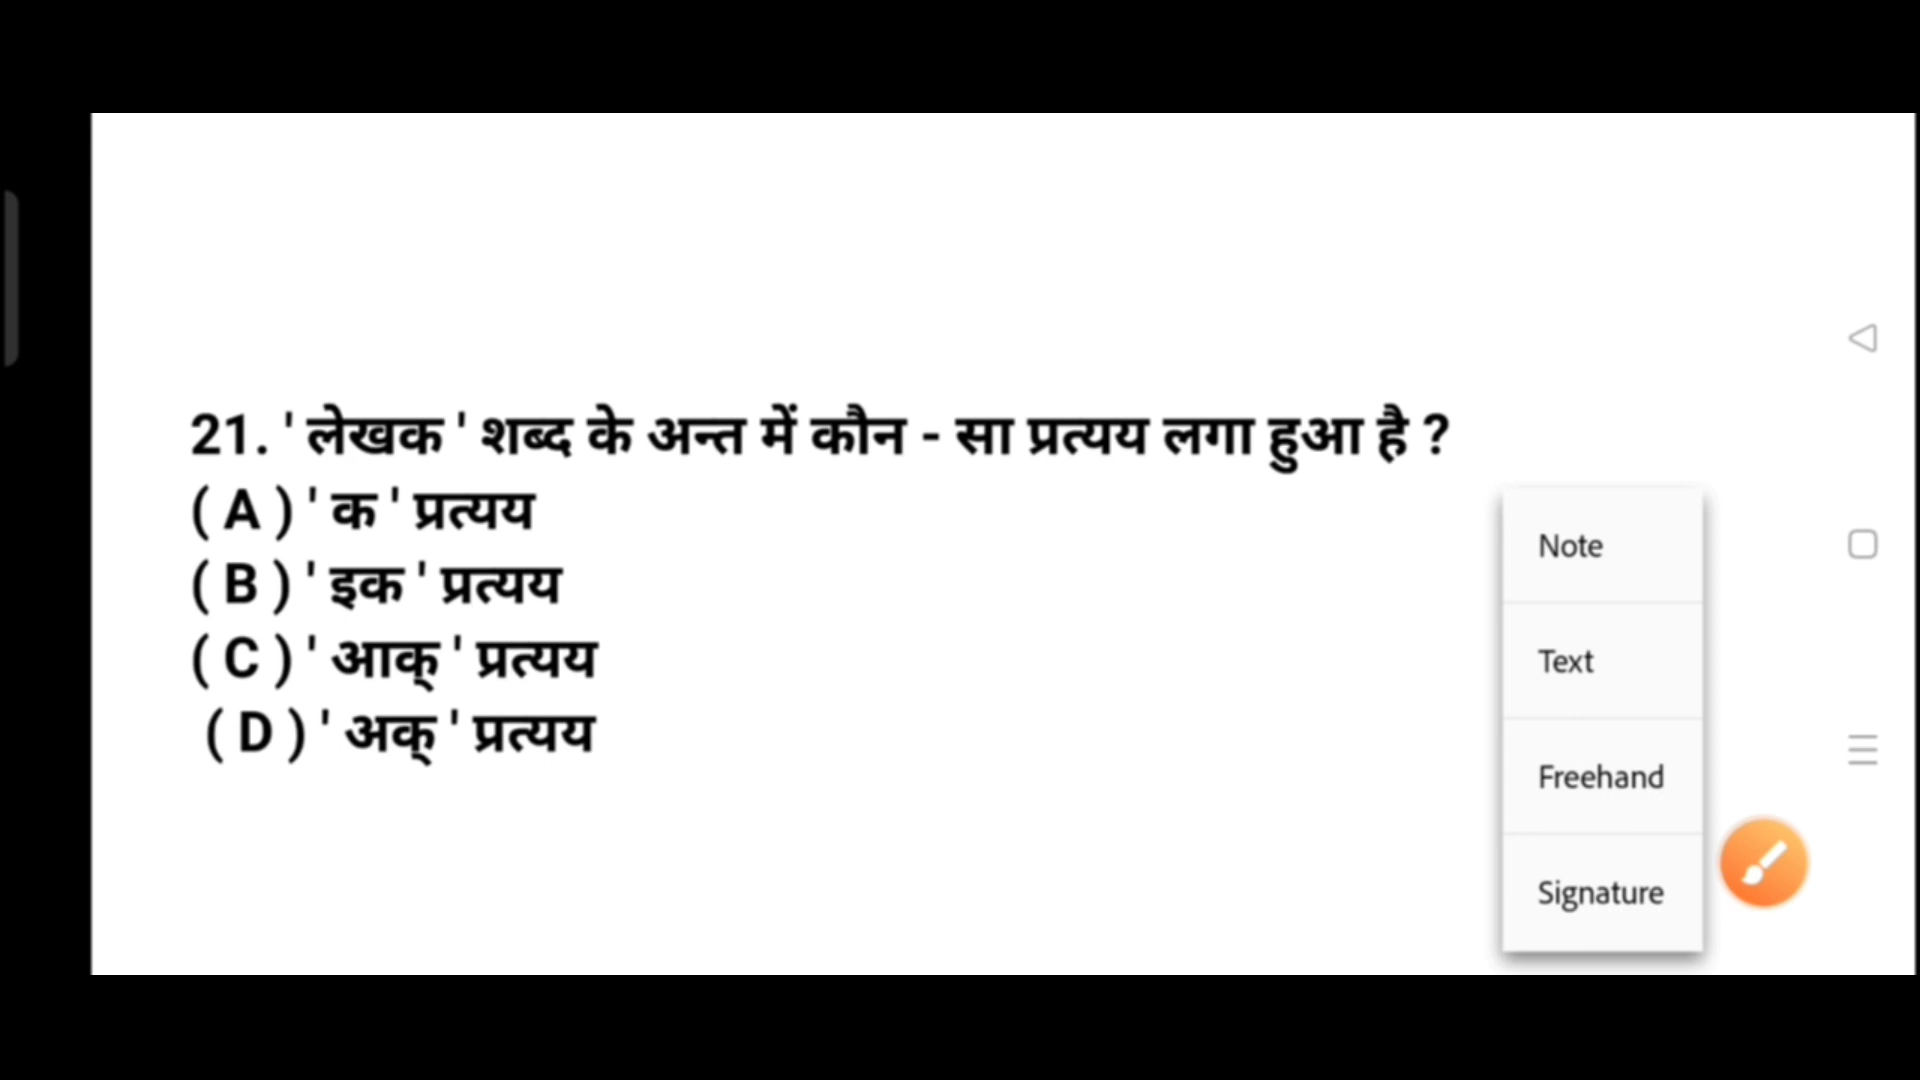 21. ' लेखक ' शब्द के अन्त में कौन - सा प्रत्यय लगा हुआ है ?
( A ) ' क ' प्रत्यय
( B ) ' इक ' प्रत्यय
( C ) ' आक् ' प्रत्यय
( D ) ' अक् ' प्रत्यय
Note
Text
Freehand
Signature